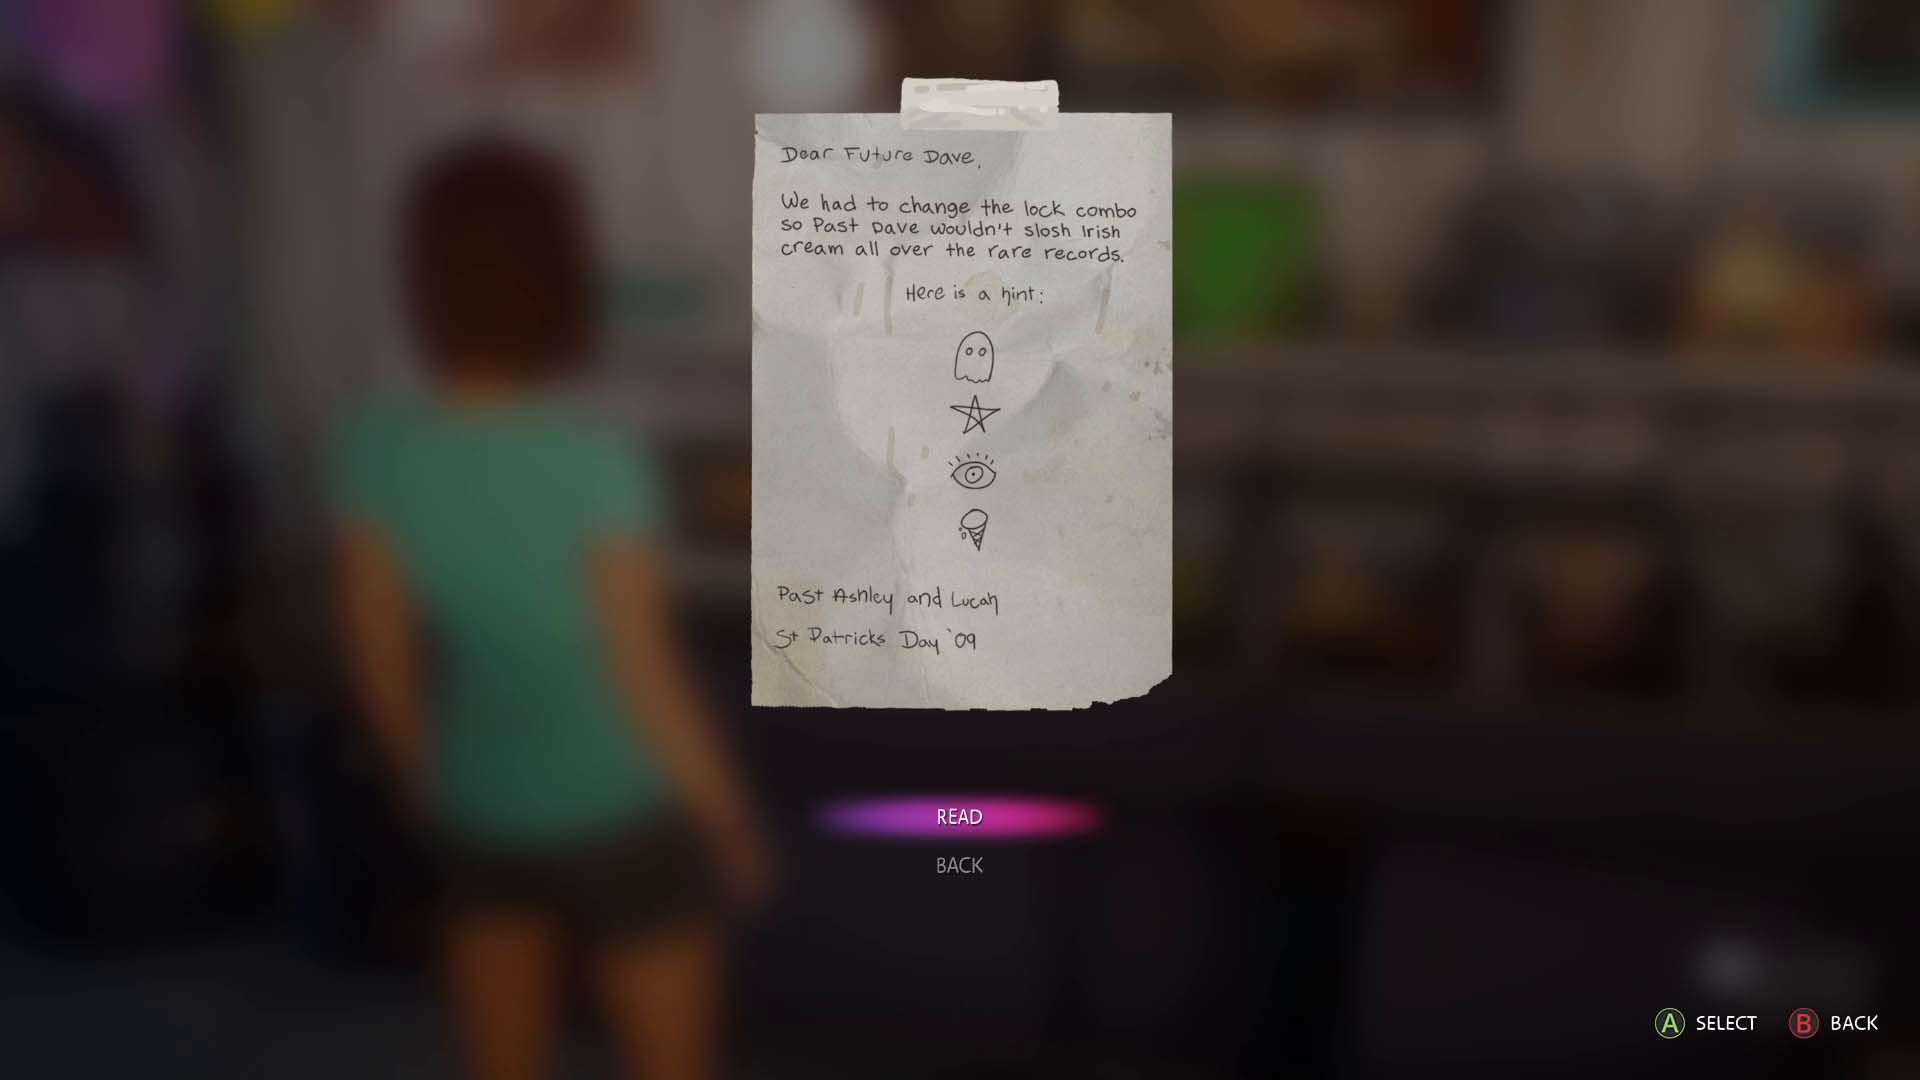 Dear Future Dave,
We had to change the lock combo
so Past Dave wouldn't slosh Irish
cream all over the rare records.
Here is a hint:
Past Ashley and Lucah
St Patricks Day '09
READ
BACK
A SELECT B BACK